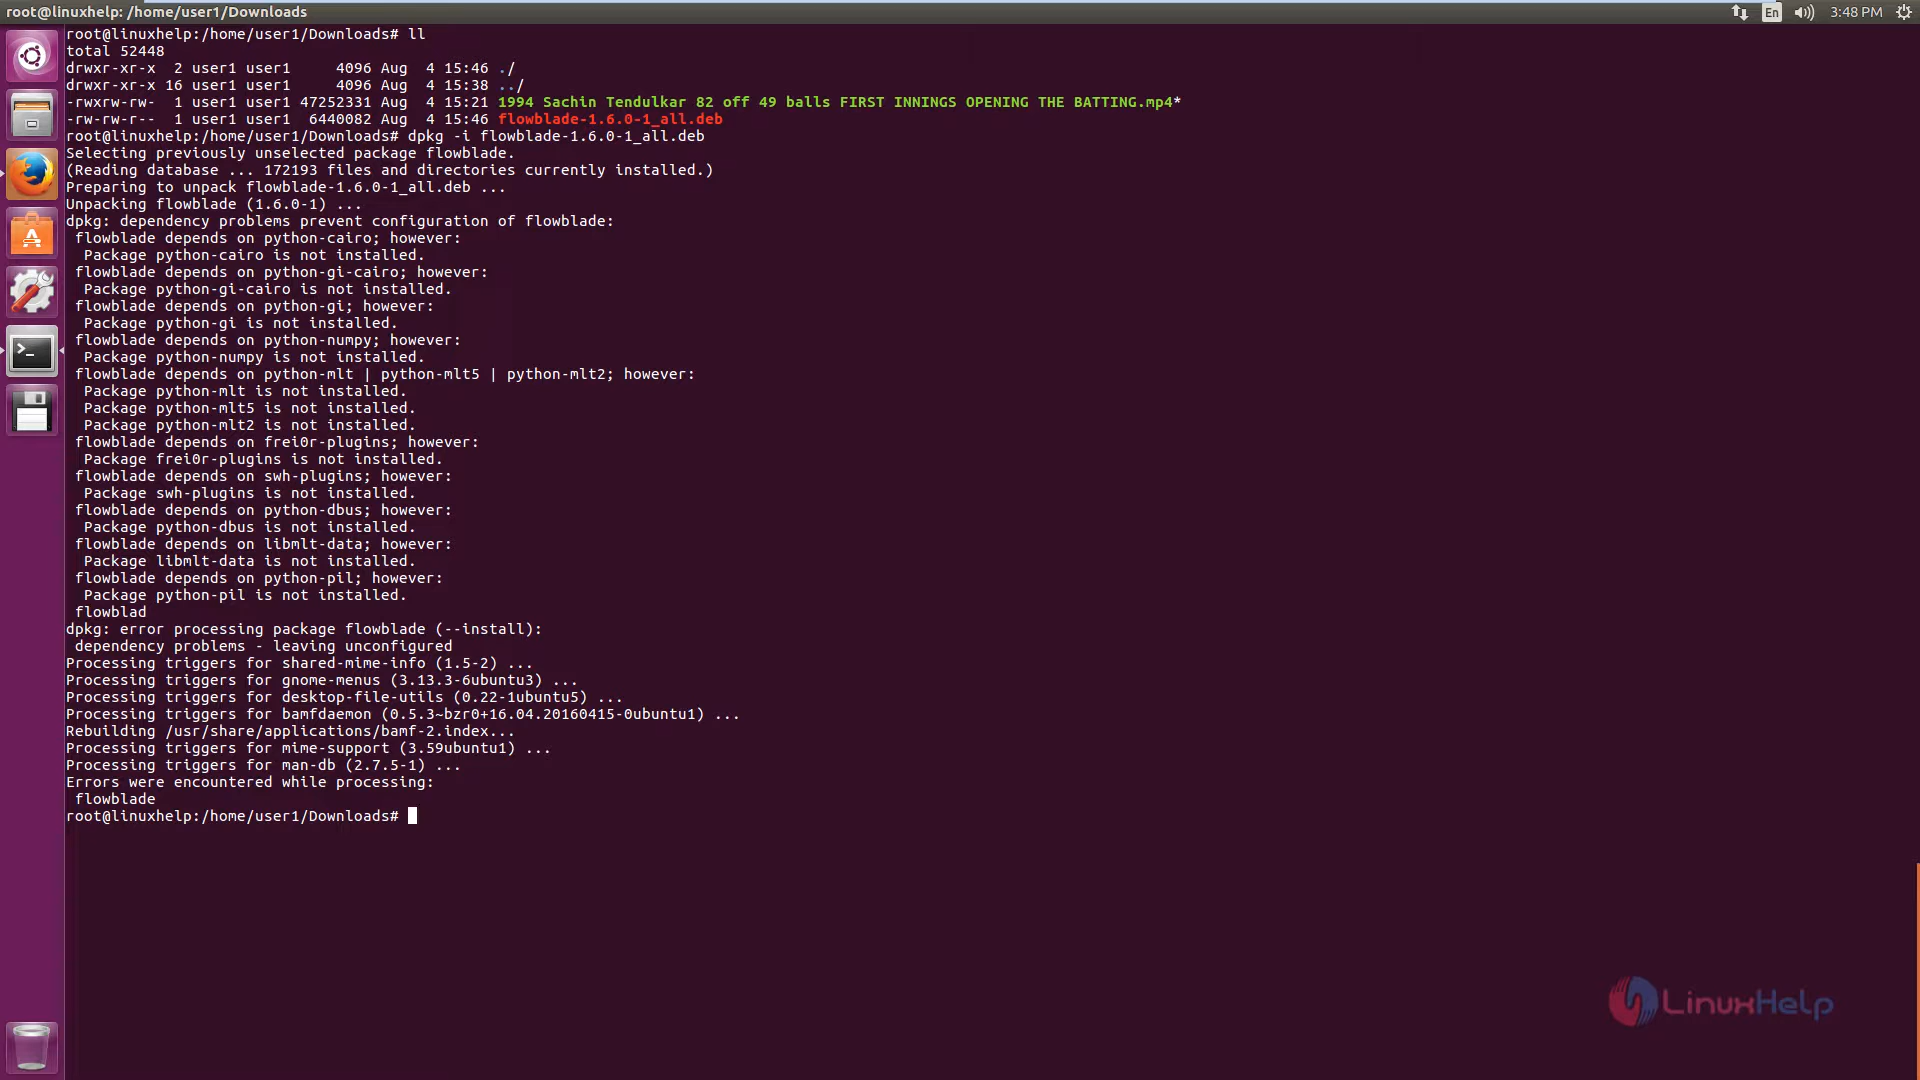 root@linuxhelp: /home/user1/Downloads
En
3:48 PM
root@linuxhelp:/home/user1/Downloads# ll
total 52448
drwxr-xr-x  2 user1 user1     4096 Aug  4 15:46 ./
drwxr-xr-x 16 user1 user1     4096 Aug  4 15:38 ../
-rwxrw-rw-  1 user1 user1 47252331 Aug  4 15:21 1994 Sachin Tendulkar 82 off 49 balls FIRST INNINGS OPENING THE BATTING.mp4*
-rw-rw-r--  1 user1 user1  6440082 Aug  4 15:46 flowblade-1.6.0-1_all.deb
root@linuxhelp:/home/user1/Downloads# dpkg -i flowblade-1.6.0-1_all.deb
Selecting previously unselected package flowblade.
(Reading database ... 172193 files and directories currently installed.)
Preparing to unpack flowblade-1.6.0-1_all.deb ...
Unpacking flowblade (1.6.0-1) ...
dpkg: dependency problems prevent configuration of flowblade:
 flowblade depends on python-cairo; however:
  Package python-cairo is not installed.
 flowblade depends on python-gi-cairo; however:
  Package python-gi-cairo is not installed.
 flowblade depends on python-gi; however:
  Package python-gi is not installed.
 flowblade depends on python-numpy; however:
  Package python-numpy is not installed.
 flowblade depends on python-mlt | python-mlt5 | python-mlt2; however:
  Package python-mlt is not installed.
  Package python-mlt5 is not installed.
  Package python-mlt2 is not installed.
 flowblade depends on frei0r-plugins; however:
  Package frei0r-plugins is not installed.
 flowblade depends on swh-plugins; however:
  Package swh-plugins is not installed.
 flowblade depends on python-dbus; however:
  Package python-dbus is not installed.
 flowblade depends on libmlt-data; however:
  Package libmlt-data is not installed.
 flowblade depends on python-pil; however:
  Package python-pil is not installed.
 flowblad
dpkg: error processing package flowblade (--install):
 dependency problems - leaving unconfigured
Processing triggers for shared-mime-info (1.5-2) ...
Processing triggers for gnome-menus (3.13.3-6ubuntu3) ...
Processing triggers for desktop-file-utils (0.22-1ubuntu5) ...
Processing triggers for bamfdaemon (0.5.3~bzr0+16.04.20160415-0ubuntu1) ...
Rebuilding /usr/share/applications/bamf-2.index...
Processing triggers for mime-support (3.59ubuntu1) ...
Processing triggers for man-db (2.7.5-1) ...
Errors were encountered while processing:
 flowblade
root@linuxhelp:/home/user1/Downloads#
LinuxHelp